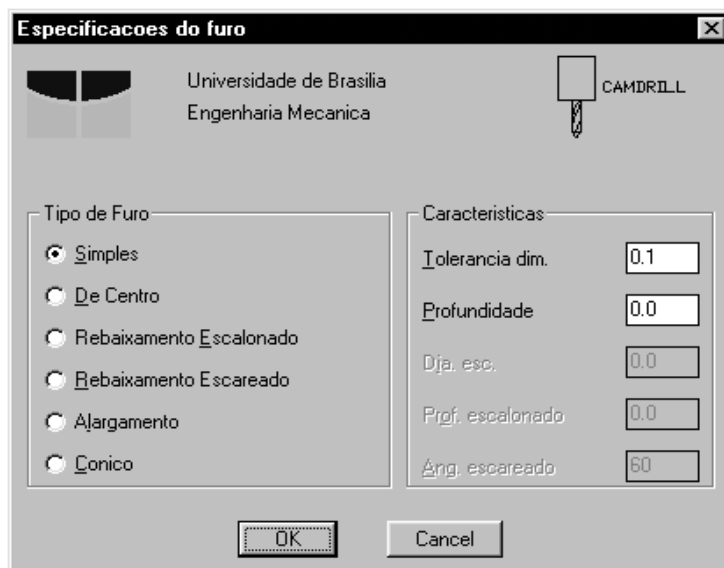 Especificacoes do furo
Universidade de Brasilia
Engenharia Mecanica
CAMDRILL
Tipo de Furo
Simples
De Centro
Rebaixamento Escalonado
Rebaixamento Escareado
Alargamento
Conico
Caracteristicas
Tolerancia dim. 0.1
Profundidade 0.0
Dja. esc. 0.0
Prof. escalonado 0.0
Ang. escareado 60
OK Cancel